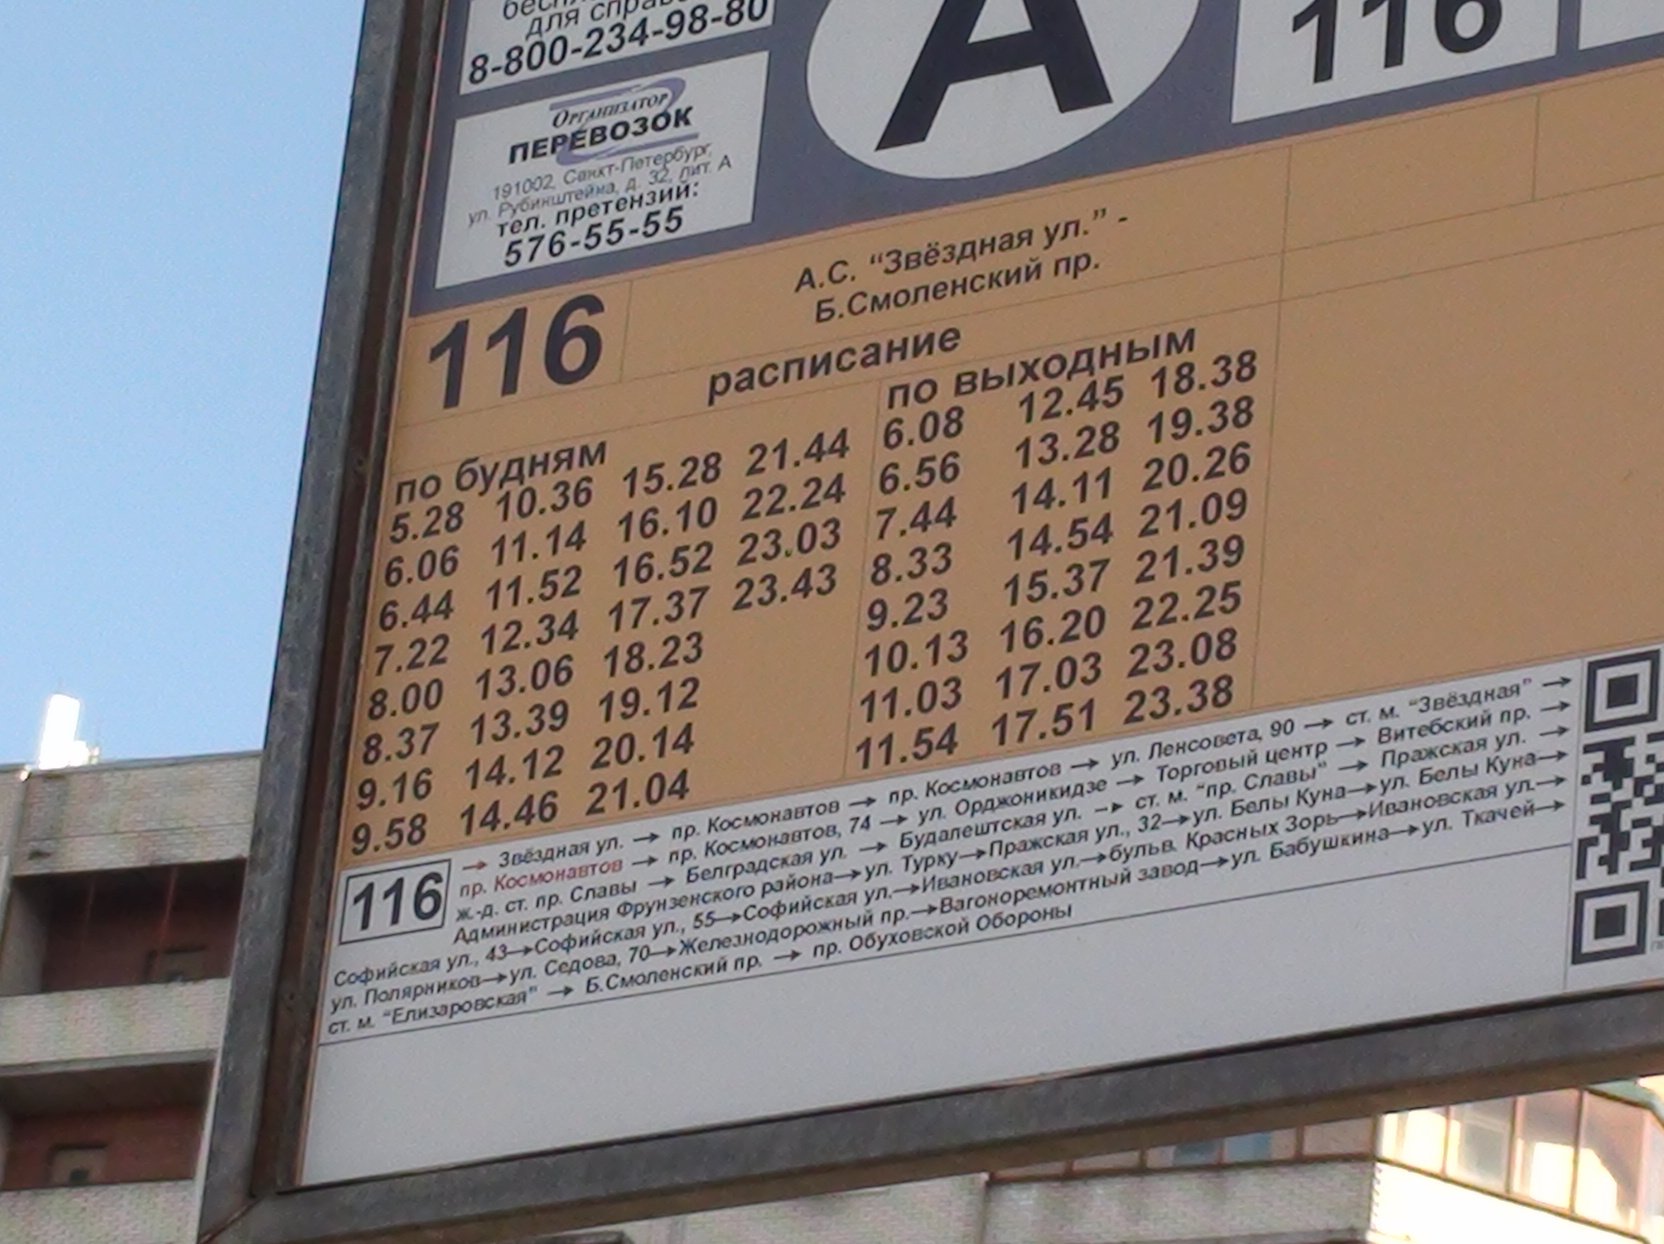 для справок
8-800-234-98-80
А
116
Организатор
ПЕРЕВОЗОК
191002, Санкт-Петербург,
ул. Рубинштейна, д. 32, лит. А
тел. претензий:
576-55-55
116
А.С. “Звёздная ул.” -
Б.Смоленский пр.
расписание
по будням
5.28 10.36 15.28 21.44
6.06 11.14 16.10 22.24
6.44 11.52 16.52 23.03
7.22 12.34 17.37 23.43
8.00 13.06 18.23
8.37 13.39 19.12
9.16 14.12 20.14
9.58 14.46 21.04
по выходным
6.08 12.45 18.38
6.56 13.28 19.38
7.44 14.11 20.26
8.33 14.54 21.09
9.23 15.37 21.39
10.13 16.20 22.25
11.03 17.03 23.08
11.54 17.51 23.38
116
→ Звёздная ул. → пр. Космонавтов → пр. Космонавтов → ул. Ленсовета, 90 → ст. м. “Звёздная” →
пр. Космонавтов → пр. Космонавтов, 74 → ул. Орджоникидзе → Торговый центр → Витебский пр. →
ж.-д. ст. пр. Славы → Белградская ул. → Будапештская ул. → ст. м. “пр. Славы” → Пражская ул. →
Администрация Фрунзенского района→ул. Турку→Пражская ул., 32→ул. Белы Куна→ул. Белы Куна→
Софийская ул., 43→Софийская ул., 55→Софийская ул.→Ивановская ул.→бульв. Красных Зорь→Ивановская ул.→
ул. Полярников→ул. Седова, 70→Железнодорожный пр.→Вагоноремонтный завод→ул. Бабушкина→ул. Ткачей→
ст. м. “Елизаровская” → Б.Смоленский пр. → пр. Обуховской Обороны